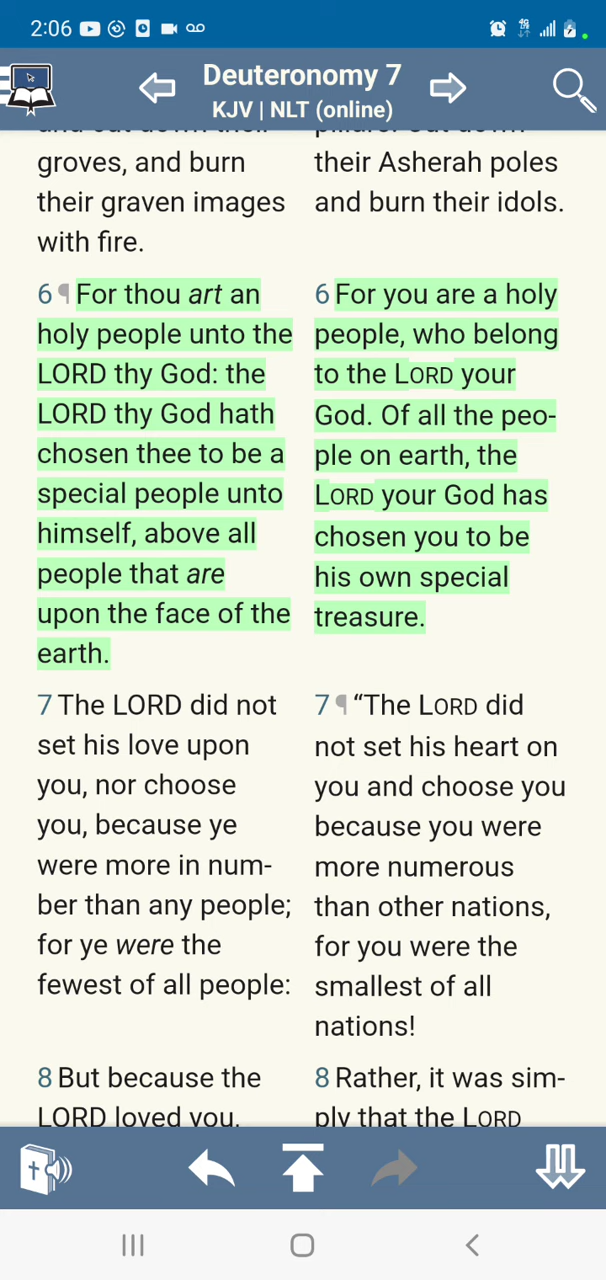 2:06
Deuteronomy 7
KJV | NLT (online)
groves, and burn
their graven images
with fire.
6 ¶ For thou art an
holy people unto the
LORD thy God: the
LORD thy God hath
chosen thee to be a
special people unto
himself, above all
people that are
upon the face of the
earth.
7 The LORD did not
set his love upon
you, nor choose
you, because ye
were more in num-
ber than any people;
for ye were the
fewest of all people:
8 But because the
LORD loved you,
their Asherah poles
and burn their idols.
6 For you are a holy
people, who belong
to the LORD your
God. Of all the peo-
ple on earth, the
LORD your God has
chosen you to be
his own special
treasure.
7 ¶ “The LORD did
not set his heart on
you and choose you
because you were
more numerous
than other nations,
for you were the
smallest of all
nations!
8 Rather, it was sim-
ply that the LORD